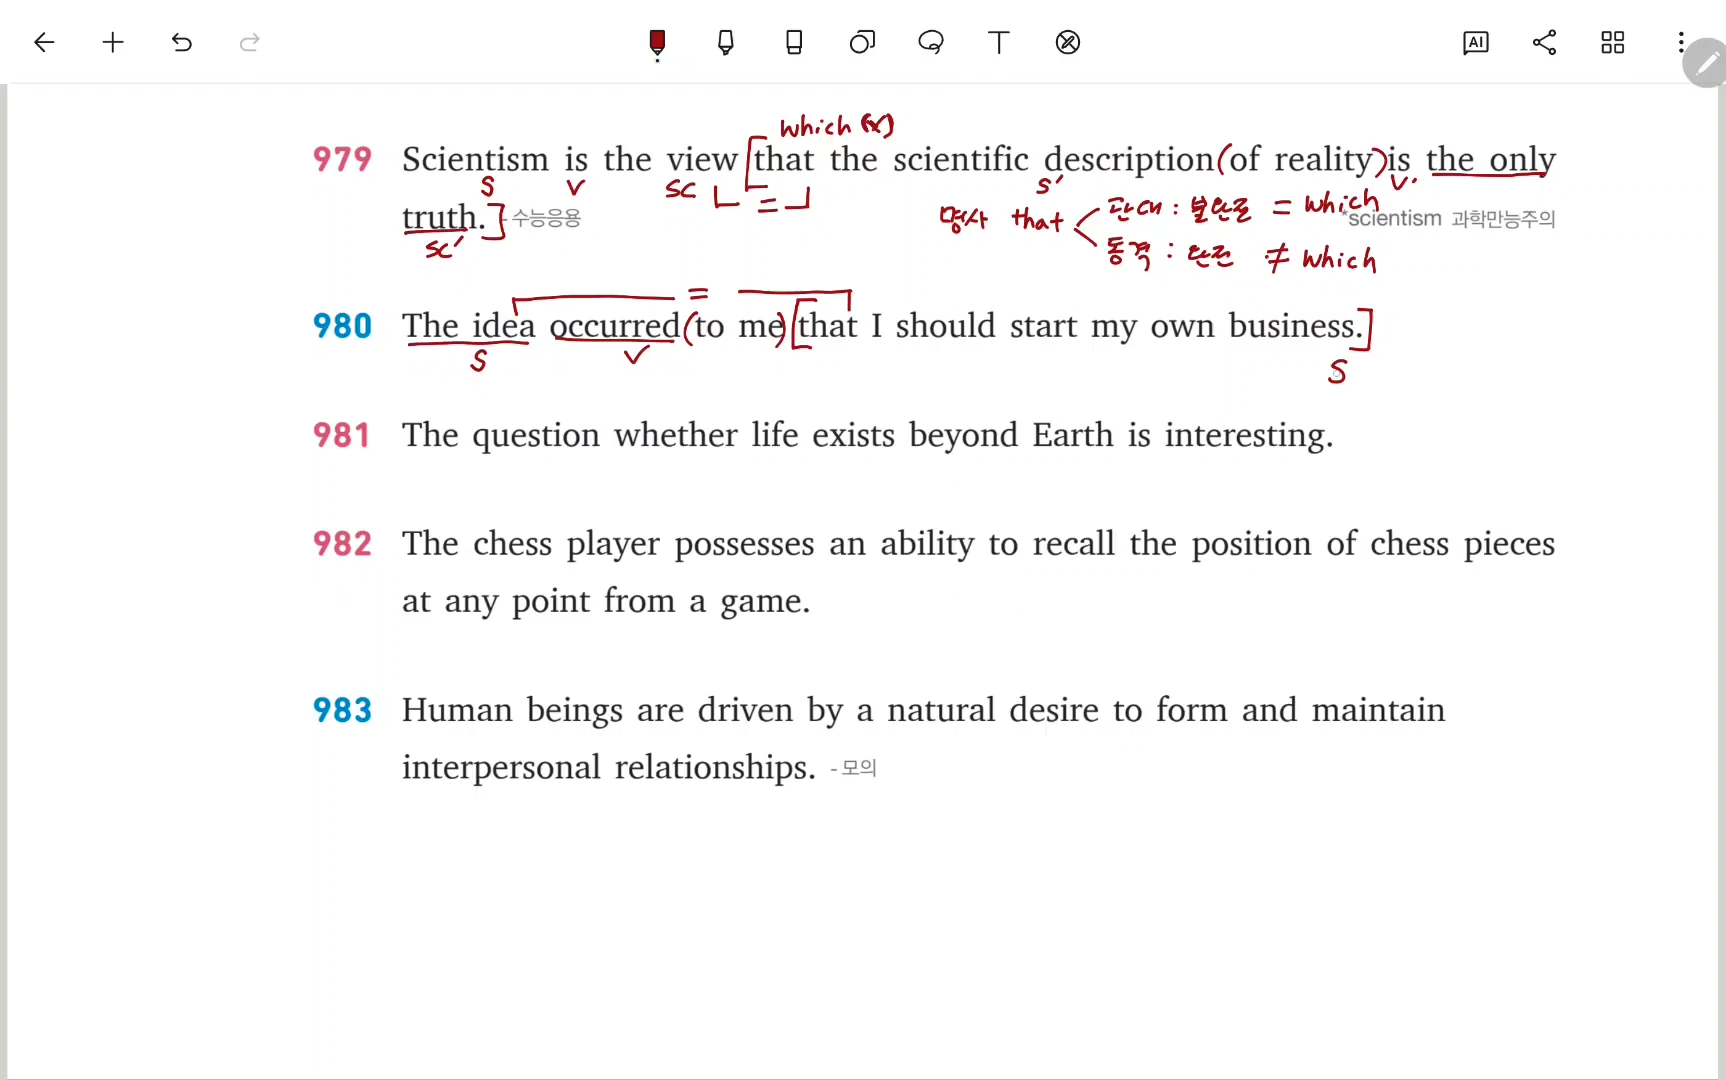 AI
which (x)
979 Scientism is the view [that the scientific description (of reality) is the only
S V SC = S' V'
truth.] - 수능응용
SC'
명사 that
관대 : 불완전 = which
동격 : 완전 ≠ which
*scientism 과학만능주의
=
980 The idea occurred (to me) [that I should start my own business.]
S V S
981 The question whether life exists beyond Earth is interesting.
982 The chess player possesses an ability to recall the position of chess pieces
at any point from a game.
983 Human beings are driven by a natural desire to form and maintain
interpersonal relationships. - 모의